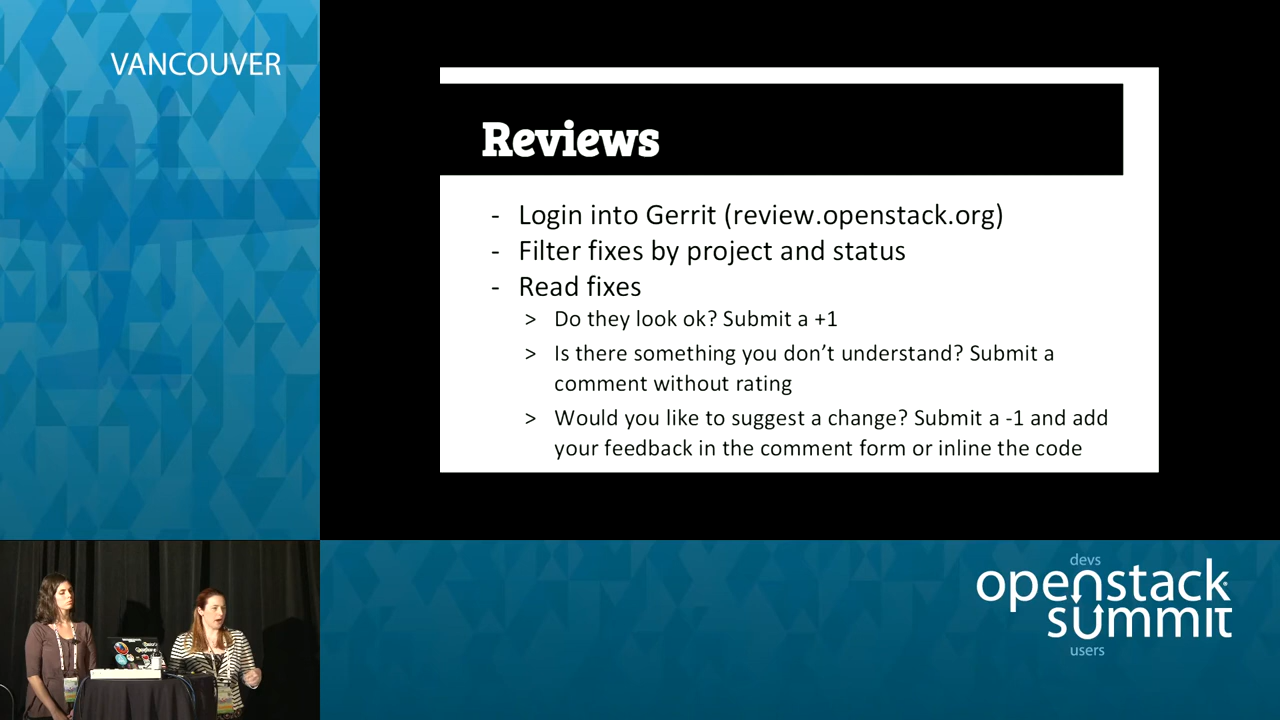 VANCOUVER
Reviews
- Login into Gerrit (review.openstack.org)
- Filter fixes by project and status
- Read fixes
> Do they look ok? Submit a +1
> Is there something you don’t understand? Submit a
comment without rating
> Would you like to suggest a change? Submit a -1 and add
your feedback in the comment form or inline the code
devs
openstack
summit
users